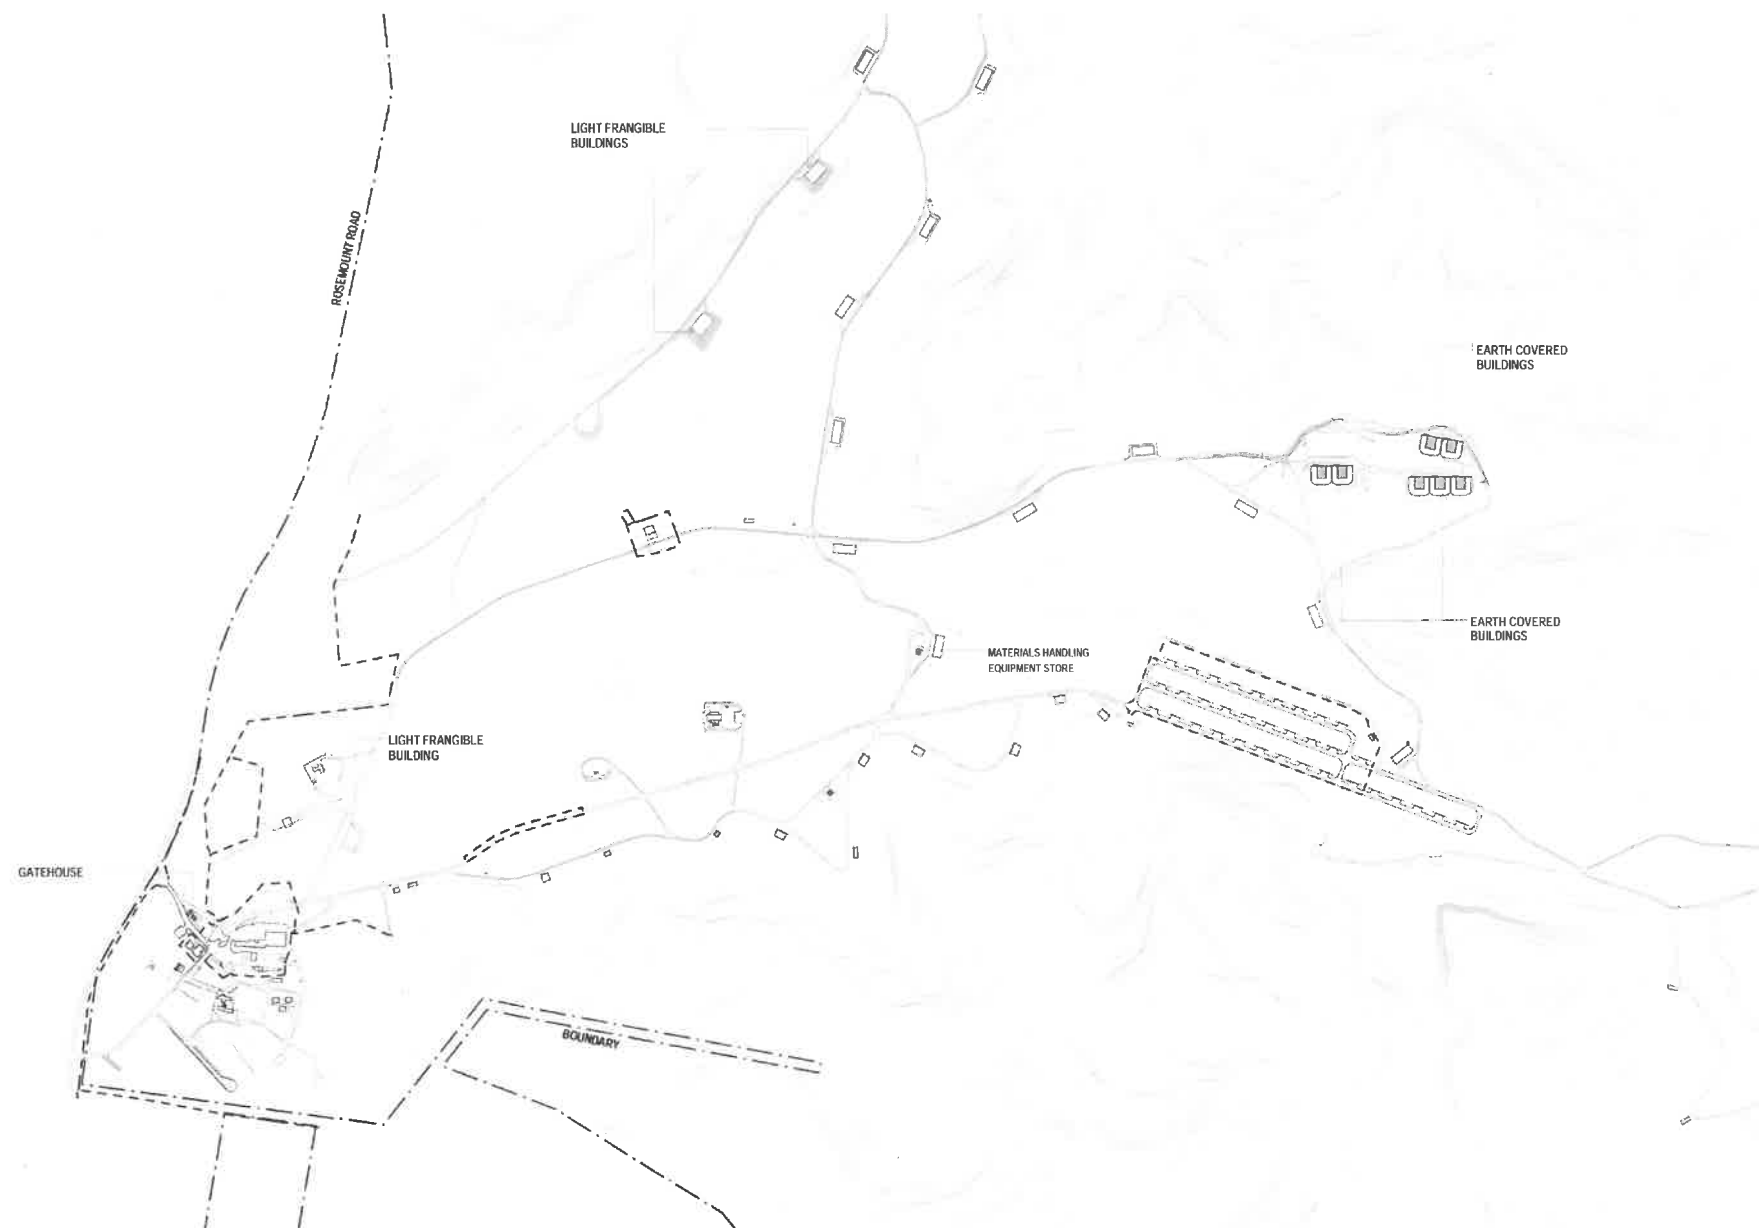 LIGHT FRANGIBLE
BUILDINGS
ROSEMOUNT ROAD
EARTH COVERED
BUILDINGS
EARTH COVERED
BUILDINGS
MATERIALS HANDLING
EQUIPMENT STORE
LIGHT FRANGIBLE
BUILDING
GATEHOUSE
BOUNDARY